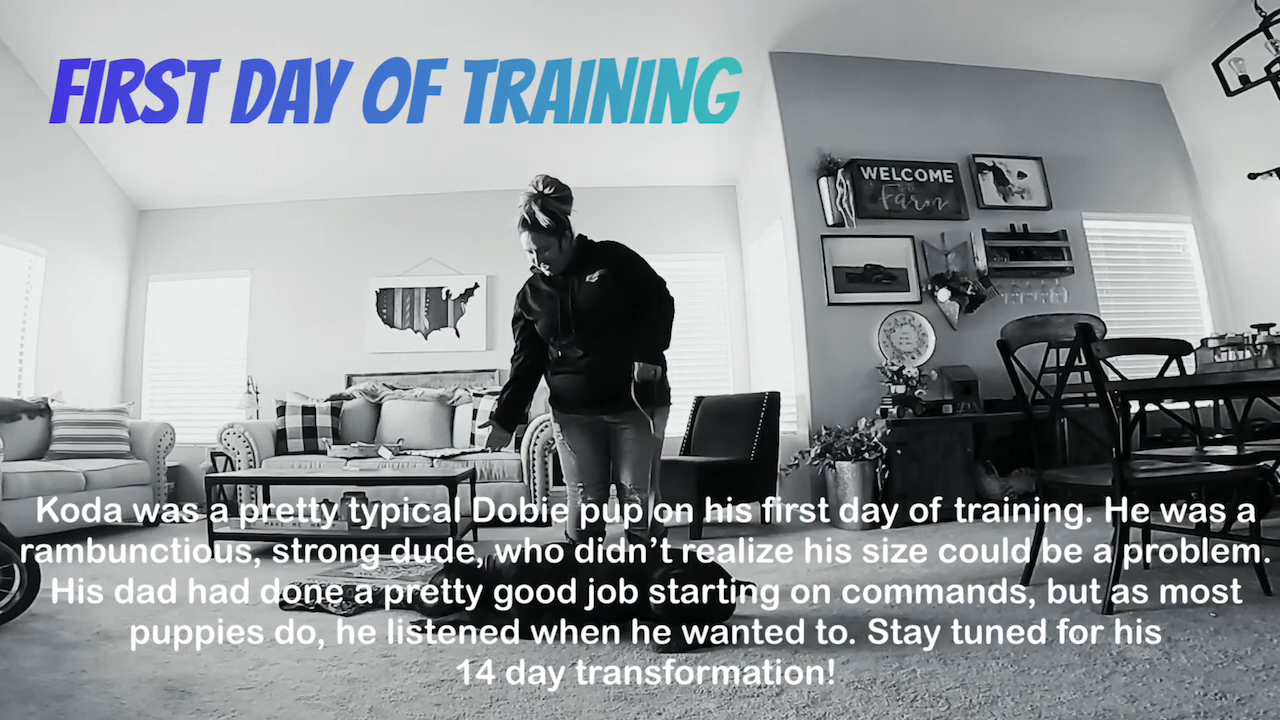 FIRST DAY OF TRAINING
WELCOME
Farm
Koda was a pretty typical Dobie pup on his first day of training. He was a
rambunctious, strong dude, who didn’t realize his size could be a problem.
His dad had done a pretty good job starting on commands, but as most
puppies do, he listened when he wanted to. Stay tuned for his
14 day transformation!